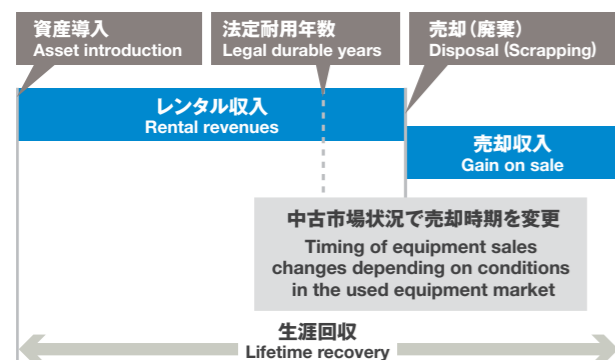 資産導入
Asset introduction
法定耐用年数
Legal durable years
売却(廃棄)
Disposal (Scrapping)
レンタル収入
Rental revenues
売却収入
Gain on sale
中古市場状況で売却時期を変更
Timing of equipment sales
changes depending on conditions
in the used equipment market
生涯回収
Lifetime recovery